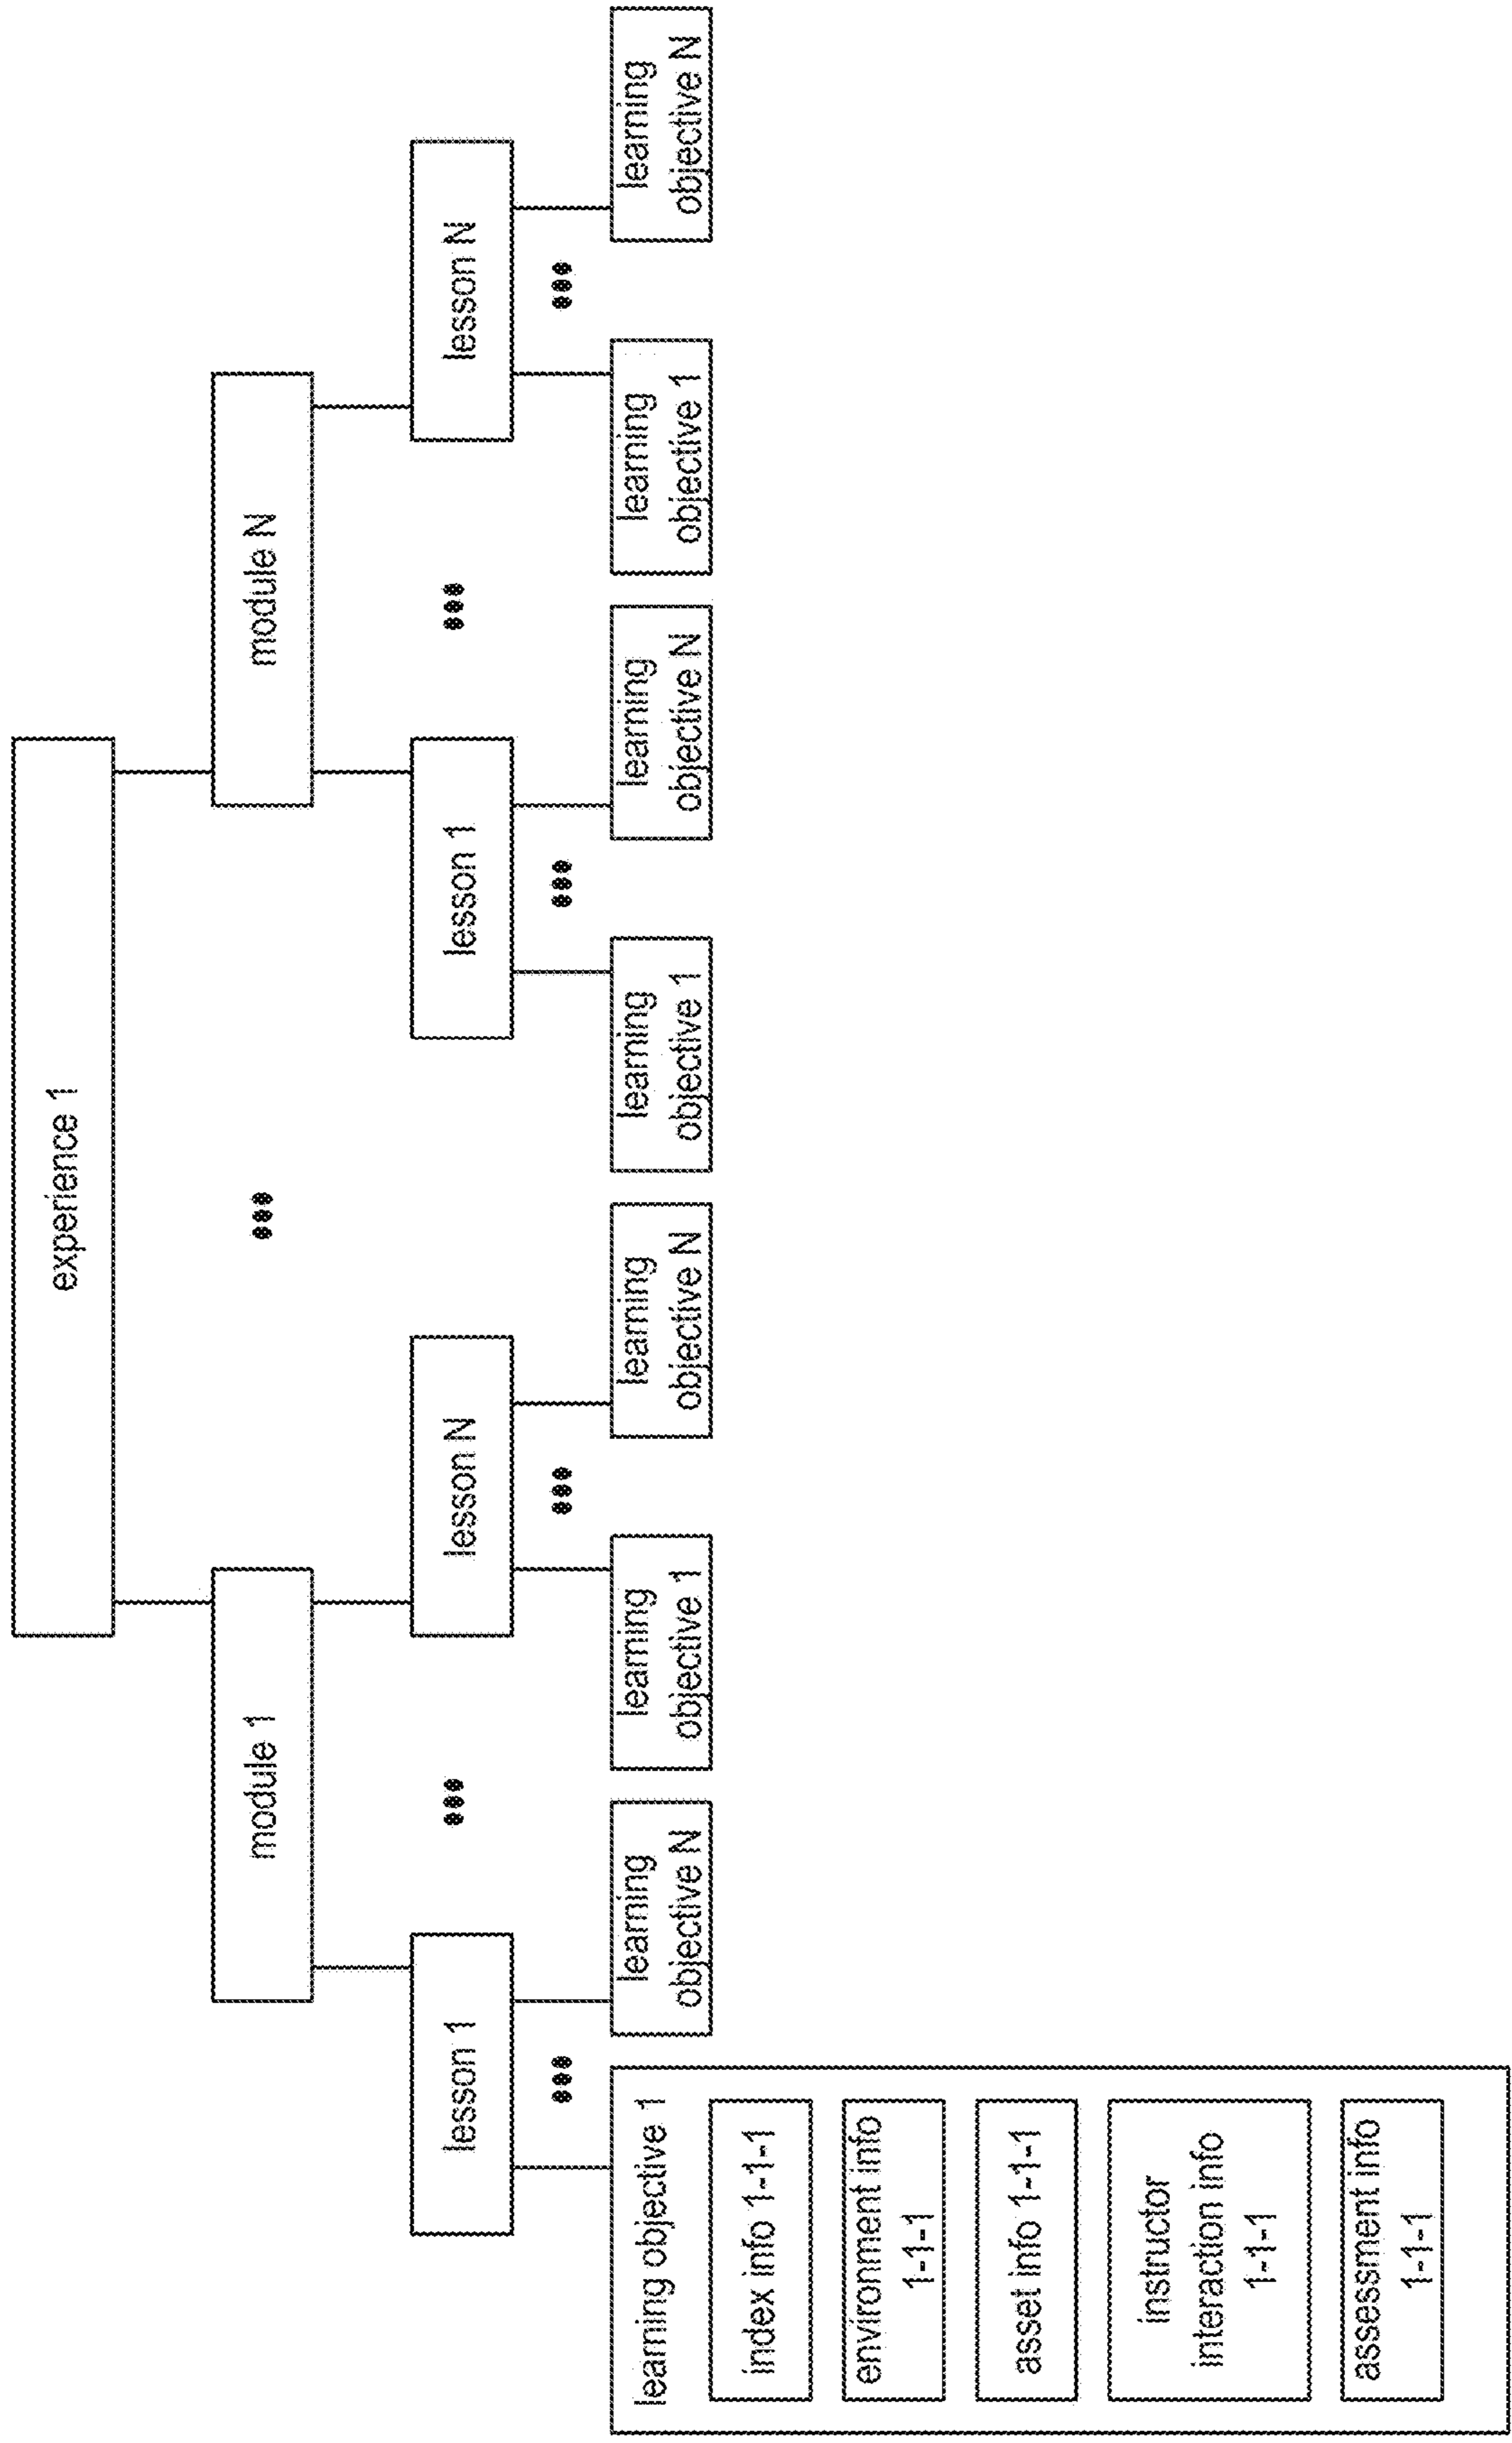 experience 1
module 1
module N
lesson 1
lesson N
lesson 1
lesson N
learning objective 1
index info 1-1-1
environment info
1-1-1
asset info 1-1-1
instructor
interaction info
1-1-1
assessment info
1-1-1
learning
objective N
learning
objective 1
learning
objective N
learning
objective 1
learning
objective N
learning
objective 1
learning
objective N